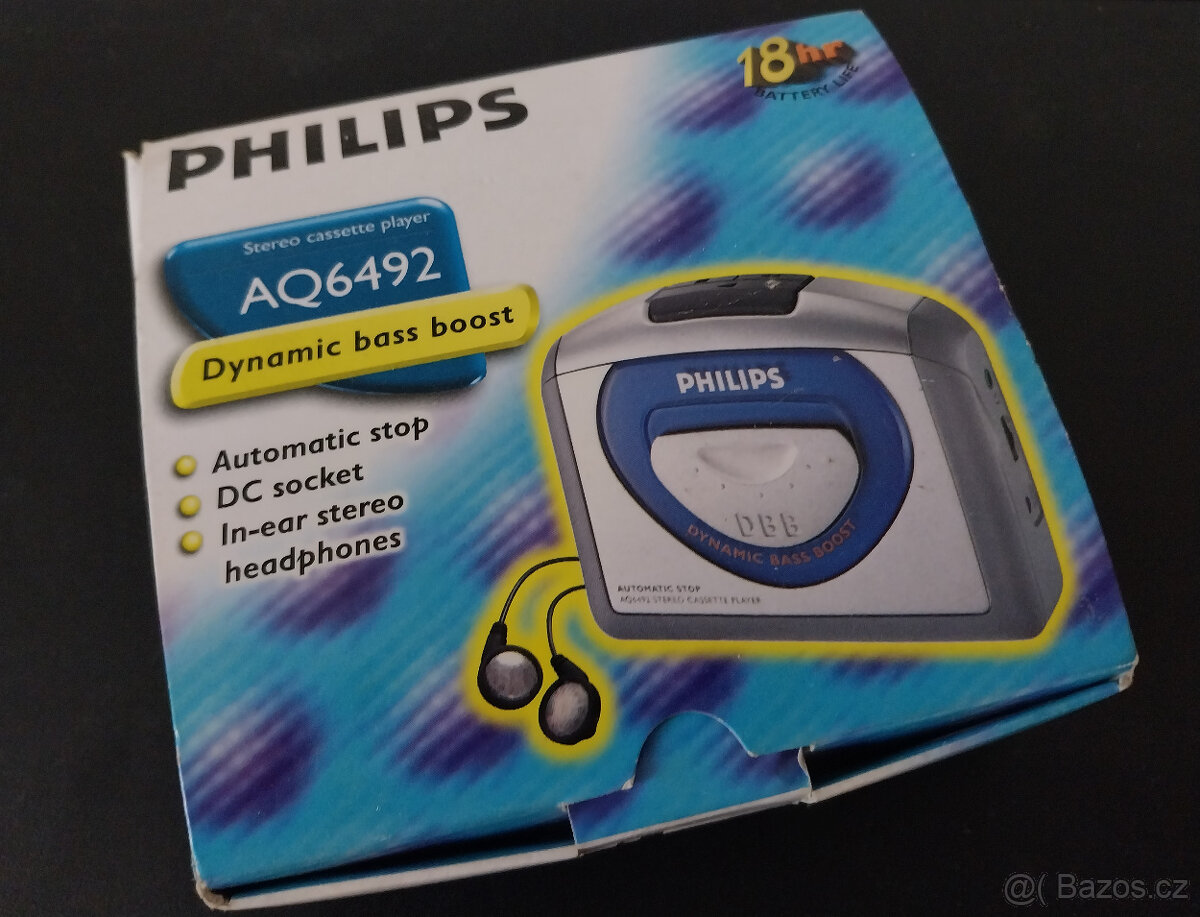 18hr
BATTERY LIFE
PHILIPS
Stereo cassette player
AQ6492
Dynamic bass boost
Automatic stop
DC socket
In-ear stereo
headphones
PHILIPS
DBB
DYNAMIC BASS BOOST
AUTOMATIC STOP
AQ6492 STEREO CASSETTE PLAYER
@( Bazos.cz